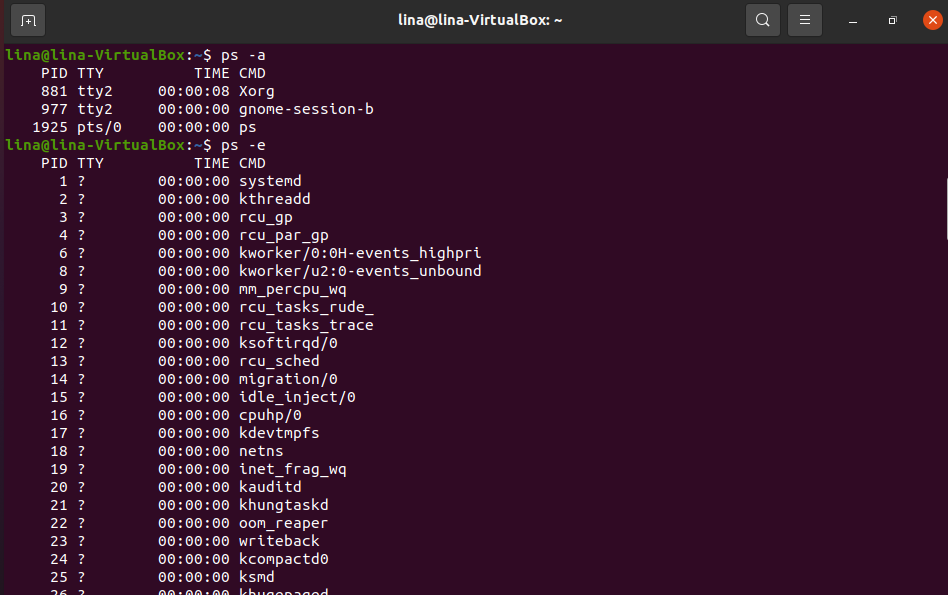 lina@lina-VirtualBox: ~
lina@lina-VirtualBox:~$ ps -a
    PID TTY          TIME CMD
    881 tty2     00:00:08 Xorg
    977 tty2     00:00:00 gnome-session-b
   1925 pts/0    00:00:00 ps
lina@lina-VirtualBox:~$ ps -e
    PID TTY          TIME CMD
      1 ?        00:00:00 systemd
      2 ?        00:00:00 kthreadd
      3 ?        00:00:00 rcu_gp
      4 ?        00:00:00 rcu_par_gp
      6 ?        00:00:00 kworker/0:0H-events_highpri
      8 ?        00:00:00 kworker/u2:0-events_unbound
      9 ?        00:00:00 mm_percpu_wq
     10 ?        00:00:00 rcu_tasks_rude_
     11 ?        00:00:00 rcu_tasks_trace
     12 ?        00:00:00 ksoftirqd/0
     13 ?        00:00:00 rcu_sched
     14 ?        00:00:00 migration/0
     15 ?        00:00:00 idle_inject/0
     16 ?        00:00:00 cpuhp/0
     17 ?        00:00:00 kdevtmpfs
     18 ?        00:00:00 netns
     19 ?        00:00:00 inet_frag_wq
     20 ?        00:00:00 kauditd
     21 ?        00:00:00 khungtaskd
     22 ?        00:00:00 oom_reaper
     23 ?        00:00:00 writeback
     24 ?        00:00:00 kcompactd0
     25 ?        00:00:00 ksmd
     26 ?        00:00:00 khugepaged